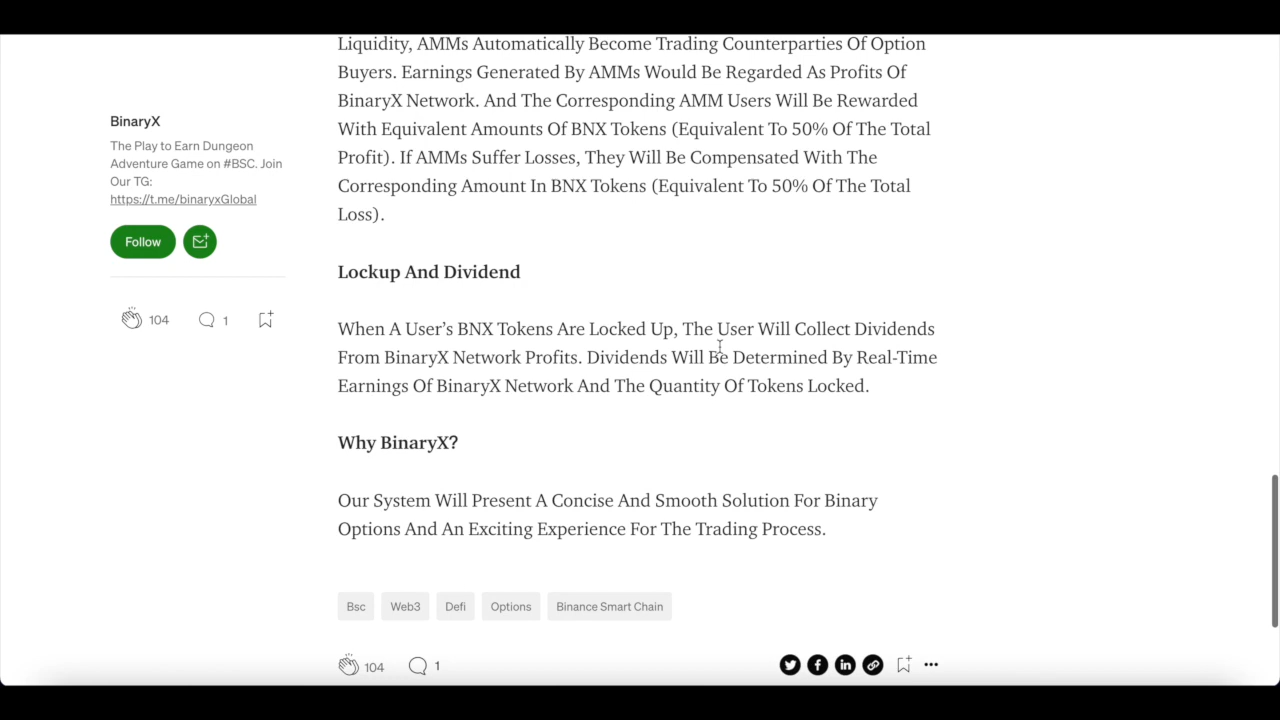 Liquidity, AMMs Automatically Become Trading Counterparties Of Option
Buyers. Earnings Generated By AMMs Would Be Regarded As Profits Of
BinaryX Network. And The Corresponding AMM Users Will Be Rewarded
With Equivalent Amounts Of BNX Tokens (Equivalent To 50% Of The Total
Profit). If AMMs Suffer Losses, They Will Be Compensated With The
Corresponding Amount In BNX Tokens (Equivalent To 50% Of The Total
Loss).
BinaryX
The Play to Earn Dungeon
Adventure Game on #BSC. Join
Our TG:
https://t.me/binaryxGlobal
Follow
104
1
Lockup And Dividend
When A User’s BNX Tokens Are Locked Up, The User Will Collect Dividends
From BinaryX Network Profits. Dividends Will Be Determined By Real-Time
Earnings Of BinaryX Network And The Quantity Of Tokens Locked.
Why BinaryX?
Our System Will Present A Concise And Smooth Solution For Binary
Options And An Exciting Experience For The Trading Process.
Bsc Web3 Defi Options Binance Smart Chain
104 1